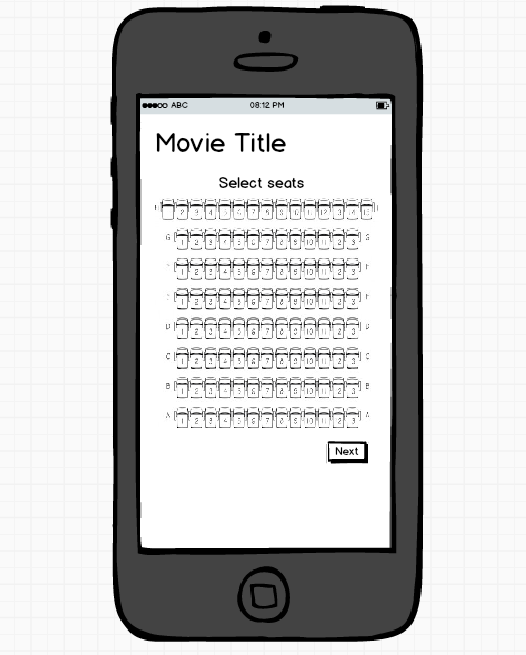 ABC 08:12 PM
Movie Title
Select seats
2 3 4 5 6 7 8 9 10 11 12
G 1 2 3 4 5 6 7 8 9 10 11 2 3 G
1 2 3 4 5 6 7 8 9 10 11 2 3
1 2 3 4 5 6 7 8 9 10 11 2 3
D 1 2 3 4 5 6 7 8 9 10 11 2 3 D
C 1 2 3 4 5 6 7 8 9 10 11 2 3 C
B 1 2 3 4 5 6 7 8 9 10 11 2 3 B
A 1 2 3 4 5 6 7 8 9 10 11 2 3 A
Next